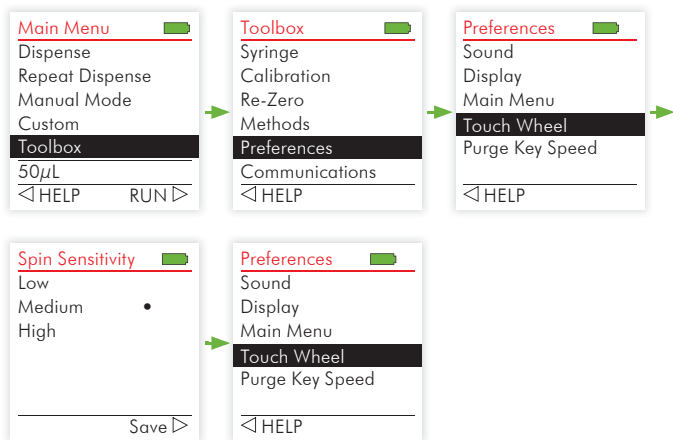 Main Menu
Dispense
Repeat Dispense
Manual Mode
Custom
Toolbox
50µL
◁ HELP RUN ▷
Toolbox
Syringe
Calibration
Re-Zero
Methods
Preferences
Communications
◁ HELP
Preferences
Sound
Display
Main Menu
Touch Wheel
Purge Key Speed
◁ HELP
Spin Sensitivity
Low
Medium •
High
Save ▷
Preferences
Sound
Display
Main Menu
Touch Wheel
Purge Key Speed
◁ HELP